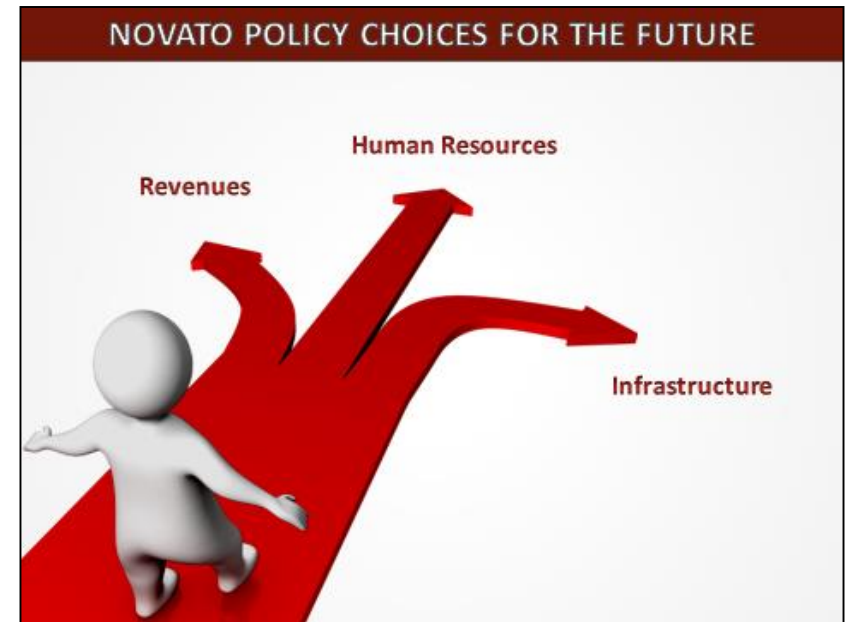 NOVATO POLICY CHOICES FOR THE FUTURE
Human Resources
Revenues
Infrastructure